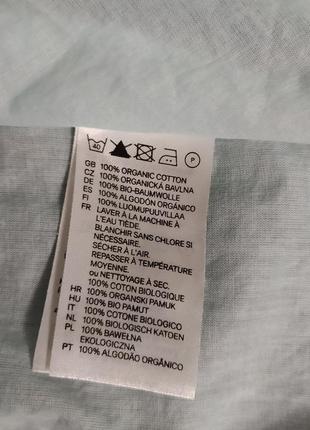 40 P
GB 100% ORGANIC COTTON
CZ 100% ORGANICKÁ BAVLNA
DE 100% BIO-BAUMWOLLE
ES 100% ALGODÓN ORGÁNICO
FI 100% LUOMUPUUVILLAA
FR LAVER À LA MACHINE À
L'EAU TIÈDE.
BLANCHIR SANS CHLORE SI
NÉCESSAIRE.
SÉCHER À L'AIR.
REPASSER À TEMPÉRATURE
MOYENNE.
ou NETTOYAGE À SEC.
100% COTON BIOLOGIQUE
HR 100% ORGANSKI PAMUK
HU 100% BIO PAMUT
IT 100% COTONE BIOLOGICO
NL 100% BIOLOGISCH KATOEN
PL 100% BAWEŁNA
EKOLOGICZNA
PT 100% ALGODÃO ORGÂNICO